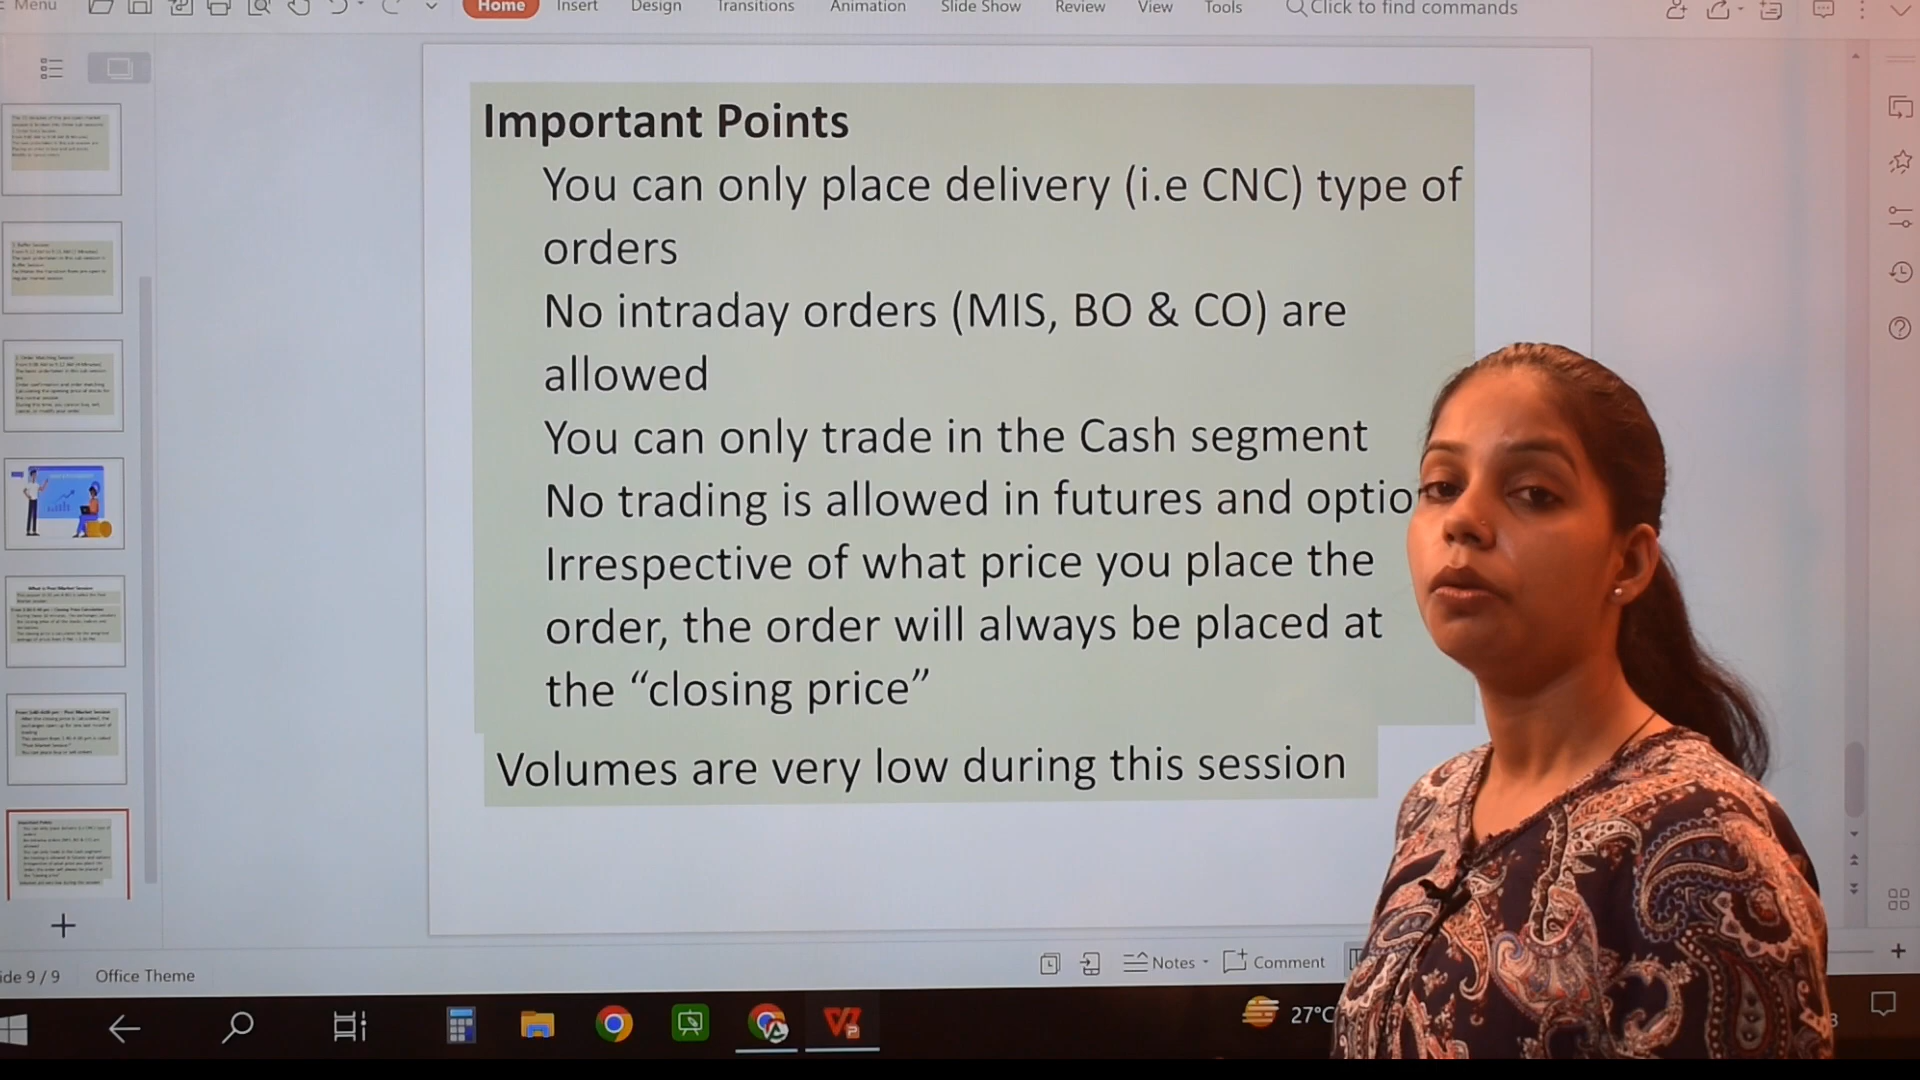 Menu
Home
Insert
Design
Transitions
Animation
Slide Show
Review
View
Tools
Click to find commands
Important Points
You can only place delivery (i.e CNC) type of
orders
No intraday orders (MIS, BO & CO) are
allowed
You can only trade in the Cash segment
No trading is allowed in futures and optio
Irrespective of what price you place the
order, the order will always be placed at
the “closing price”
Volumes are very low during this session
Notes
Comment
ide 9 / 9
Office Theme
27°C